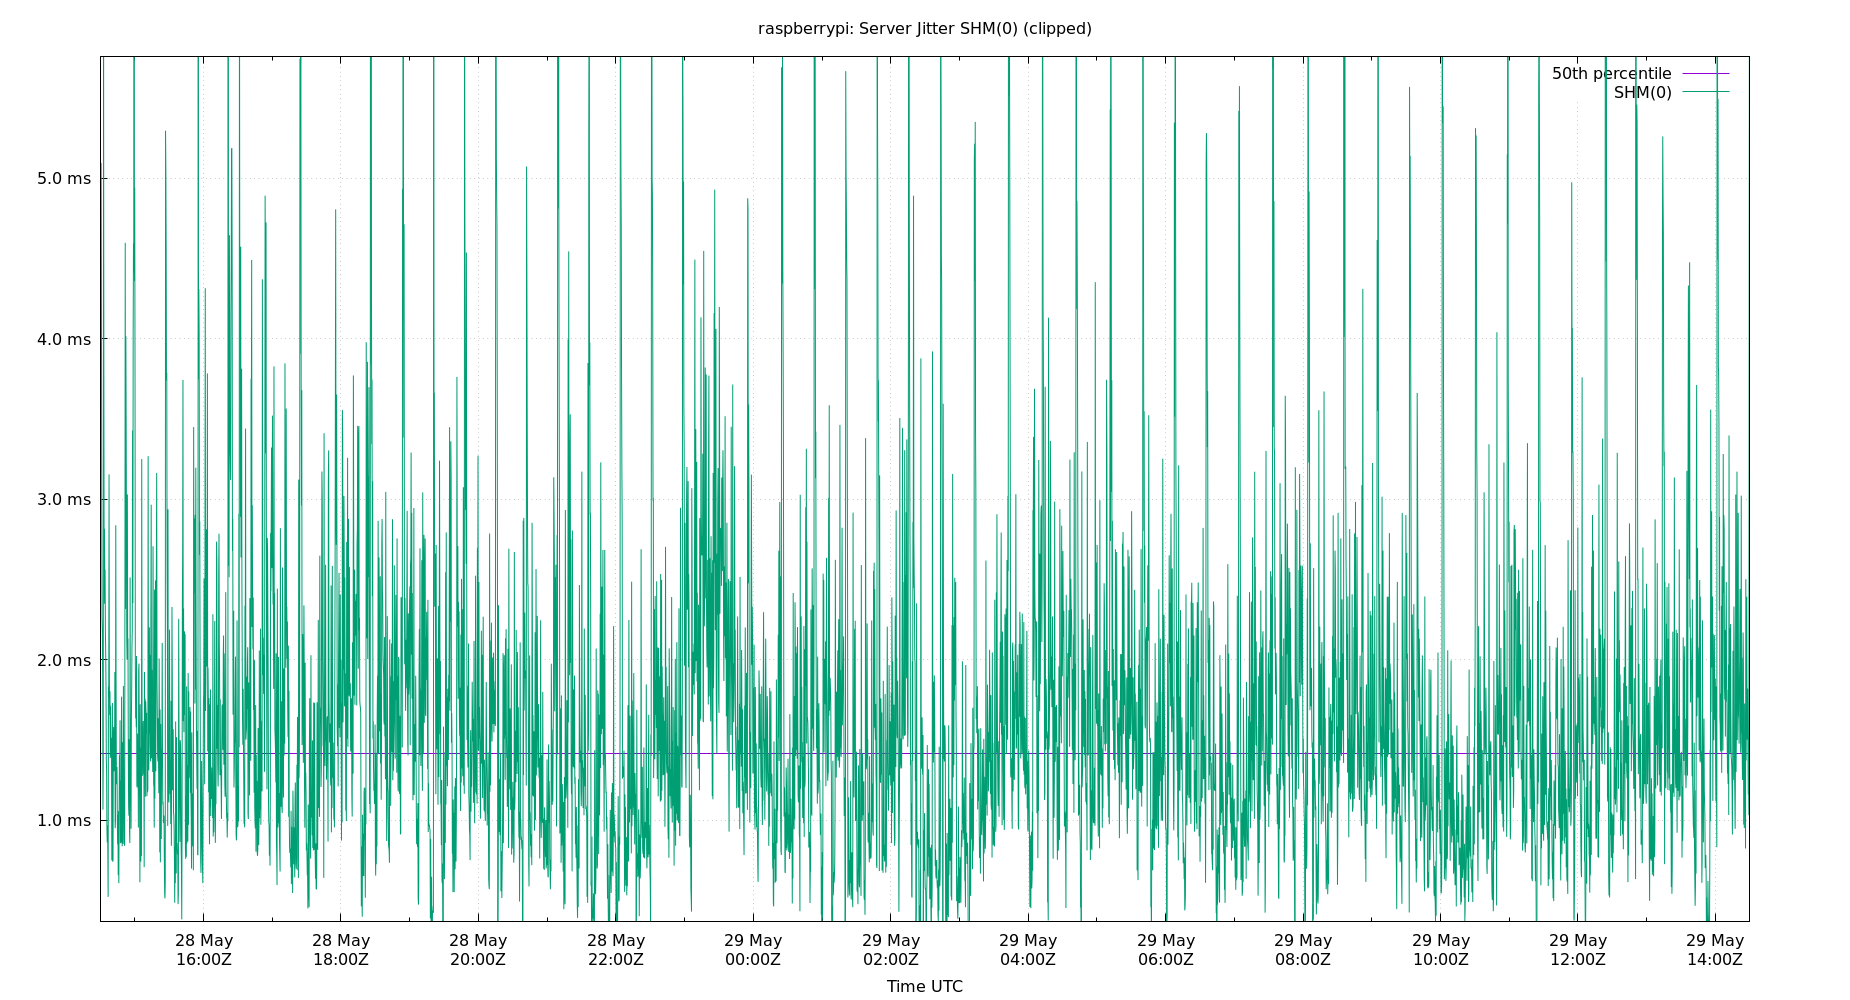 raspberrypi: Server Jitter SHM(0) (clipped)
50th percentile
SHM(0)
5.0 ms
4.0 ms
3.0 ms
2.0 ms
1.0 ms
28 May 28 May 28 May 28 May 29 May 29 May 29 May 29 May 29 May 29 May 29 May 29 May
16:00Z 18:00Z 20:00Z 22:00Z 00:00Z 02:00Z 04:00Z 06:00Z 08:00Z 10:00Z 12:00Z 14:00Z
Time UTC